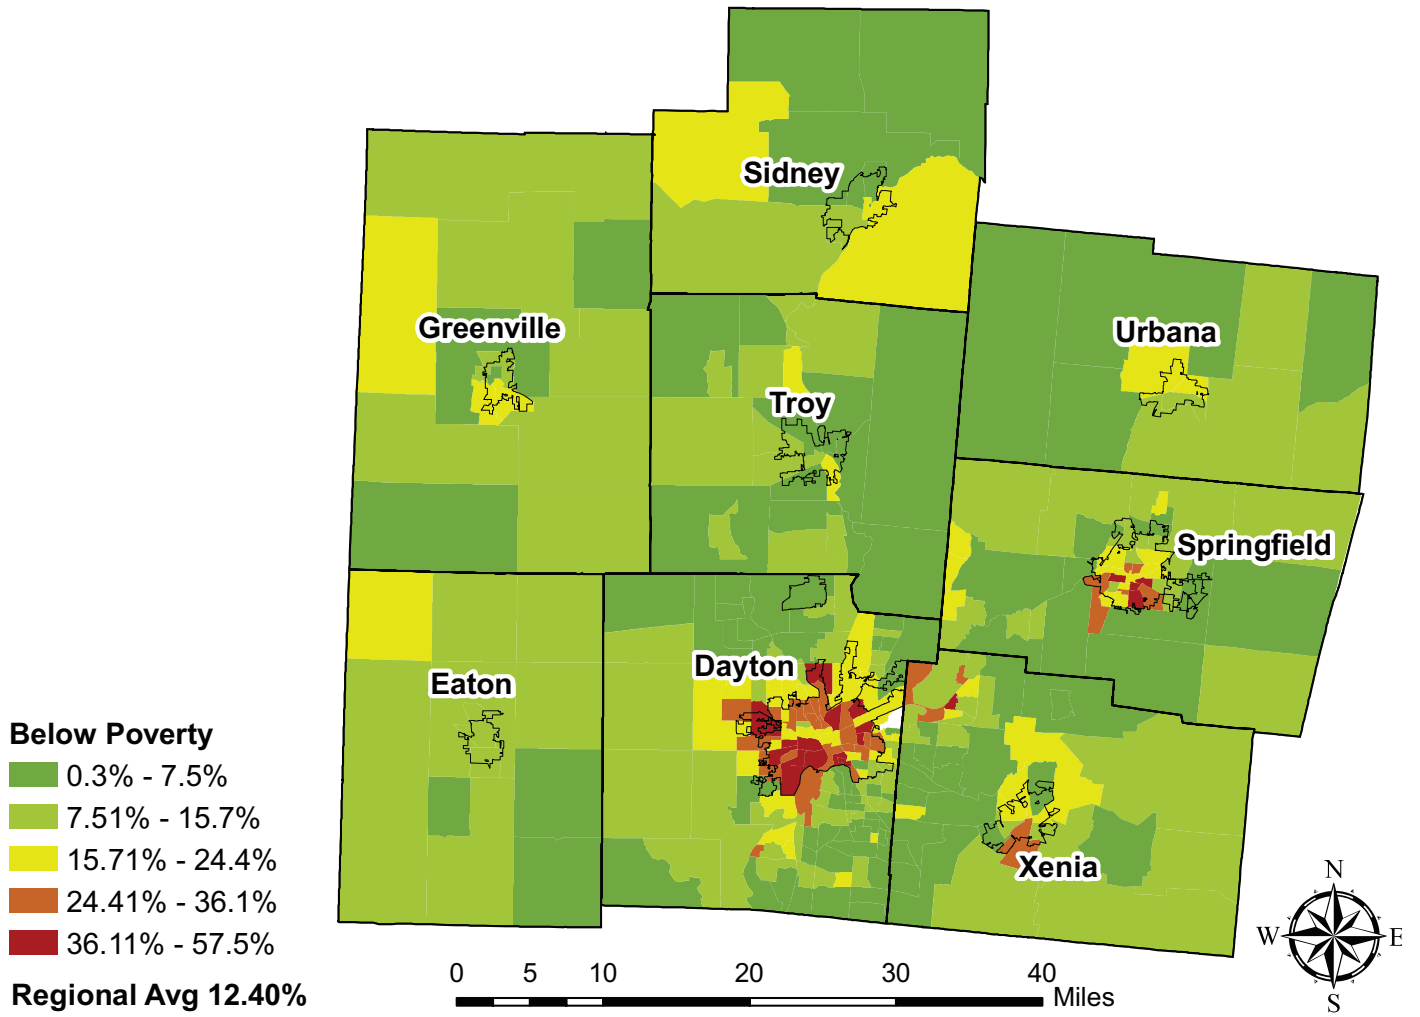 Sidney
Greenville
Urbana
Troy
Springfield
Dayton
Eaton
Xenia
Below Poverty
0.3% - 7.5%
7.51% - 15.7%
15.71% - 24.4%
24.41% - 36.1%
36.11% - 57.5%
Regional Avg 12.40%
0 5 10 20 30 40
Miles
N
W E
S